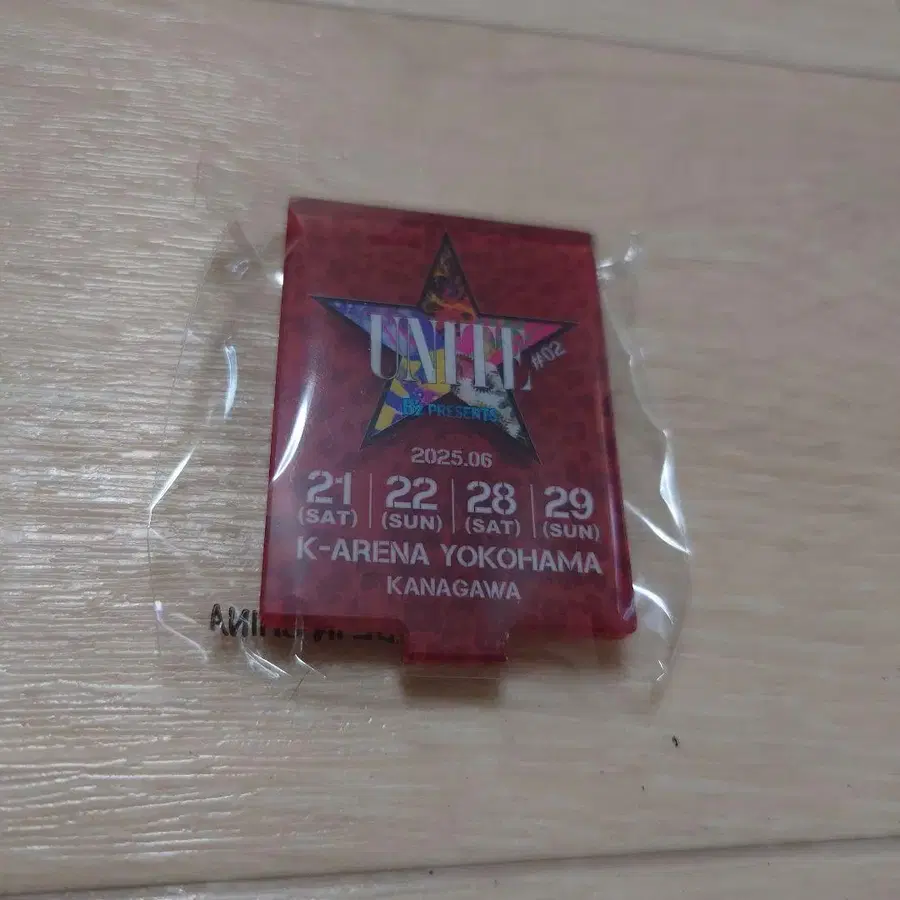 UNITE #02
B'z PRESENTS
2025.06
21 | 22 | 28 | 29
(SAT) (SUN) (SAT) (SUN)
K-ARENA YOKOHAMA
KANAGAWA